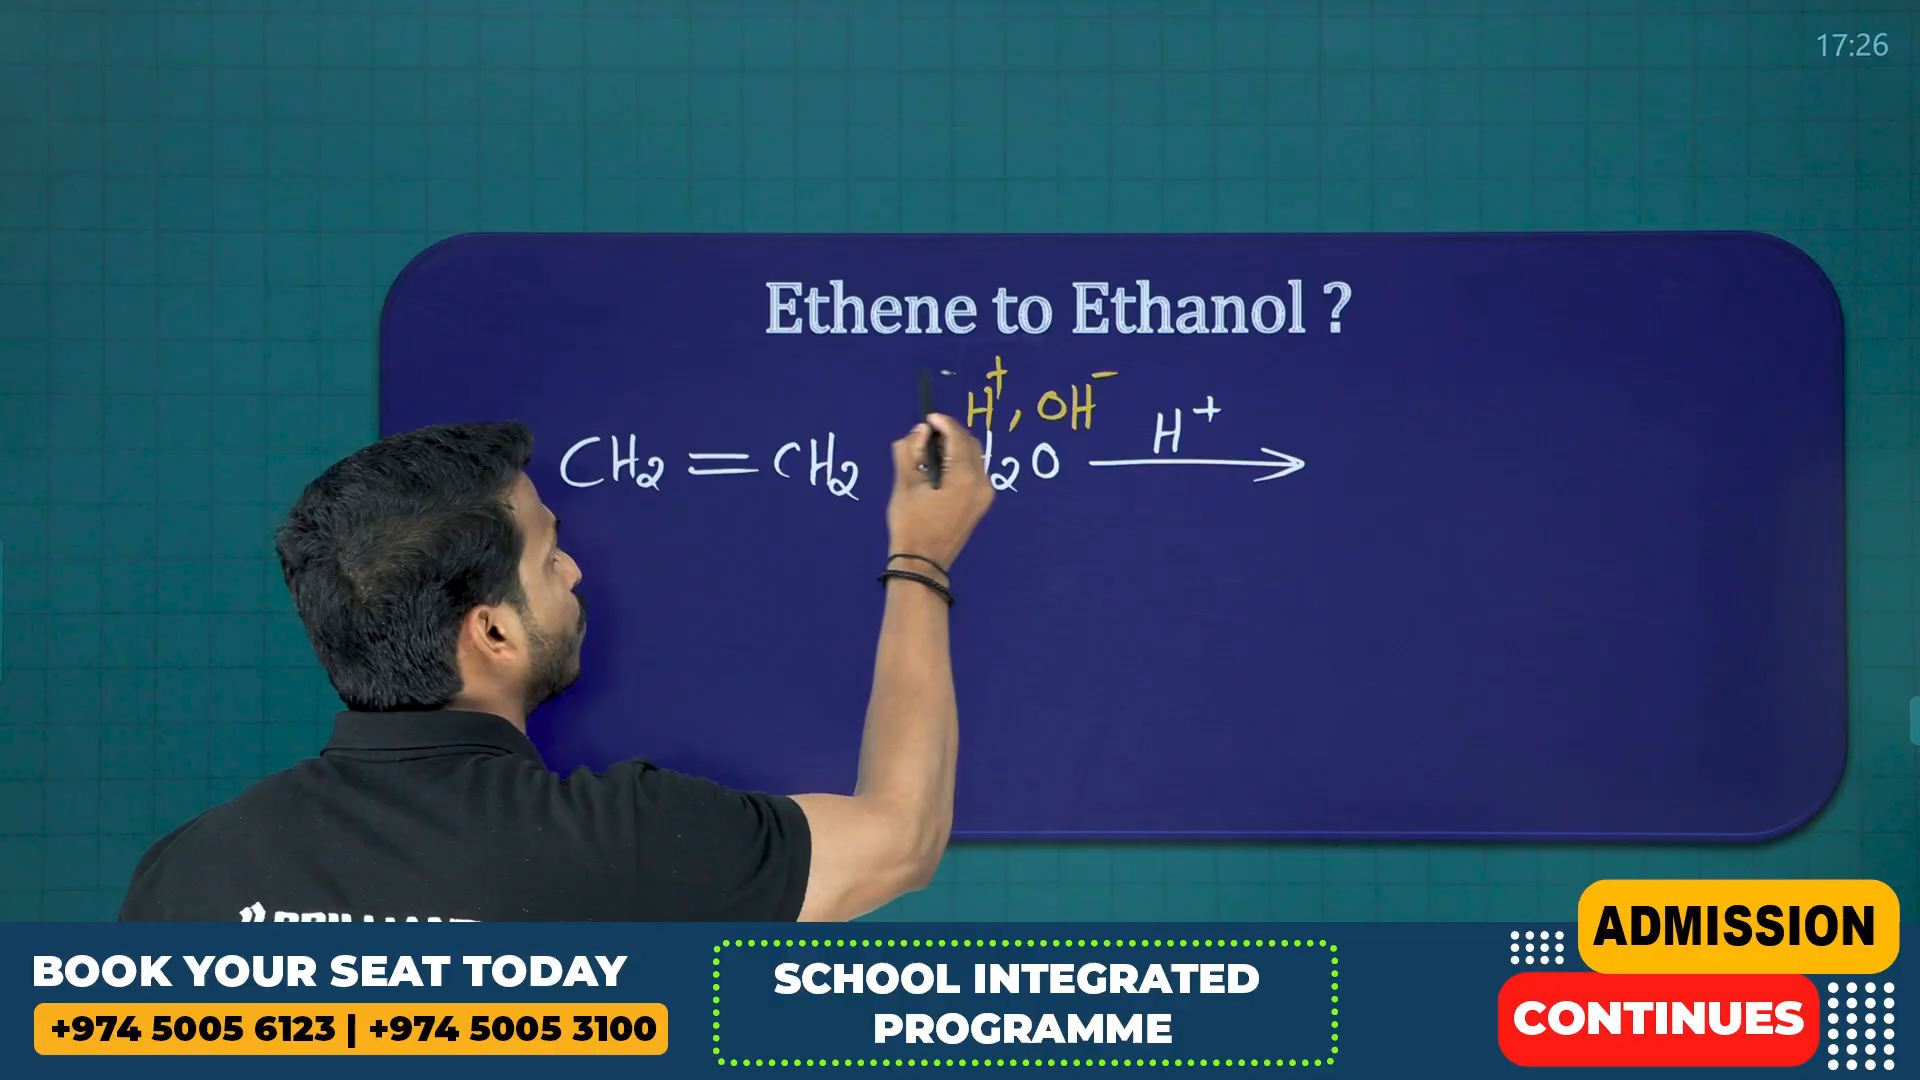 17:26
Ethene to Ethanol ?
H⁺, OH⁻
H⁺
CH₂ = CH₂ H₂O ⟶
BOOK YOUR SEAT TODAY
+974 5005 6123 | +974 5005 3100
SCHOOL INTEGRATED
PROGRAMME
ADMISSION
CONTINUES